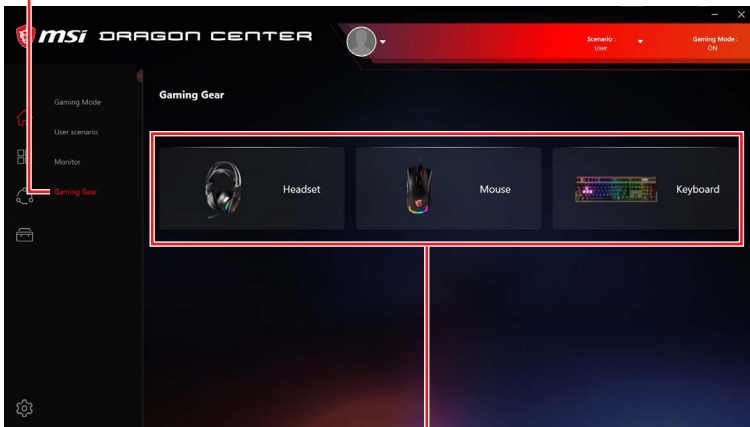 msi DRAGON CENTER
Scenario :
User
Gaming Mode :
ON
Gaming Mode
User scenario
Monitor
Gaming Gear
Gaming Gear
Headset
Mouse
Keyboard